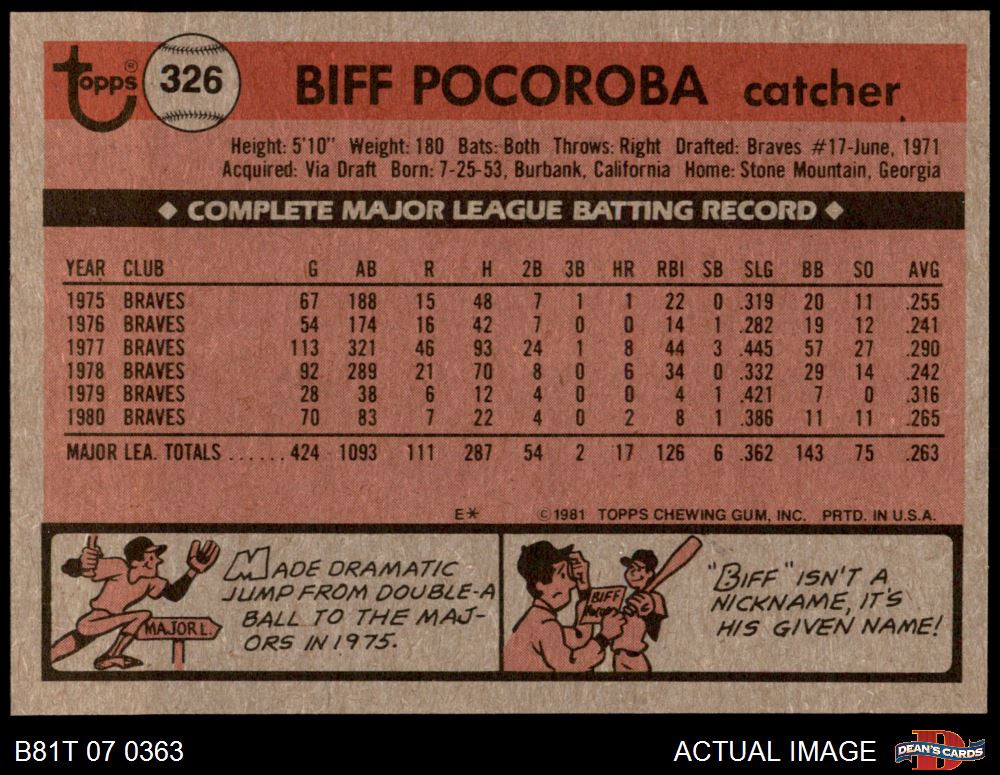 Topps®
326
BIFF POCOROBA catcher
Height: 5'10" Weight: 180 Bats: Both Throws: Right Drafted: Braves #17-June, 1971
Acquired: Via Draft Born: 7-25-53, Burbank, California Home: Stone Mountain, Georgia
◆ COMPLETE MAJOR LEAGUE BATTING RECORD ◆
YEAR CLUB G AB R H 2B 3B HR RBI SB SLG BB SO AVG
1975 BRAVES 67 188 15 48 7 1 1 22 0 .319 20 11 .255
1976 BRAVES 54 174 16 42 7 0 0 14 1 .282 19 12 .241
1977 BRAVES 113 321 46 93 24 1 8 44 3 .445 57 27 .290
1978 BRAVES 92 289 21 70 8 0 6 34 0 .332 29 14 .242
1979 BRAVES 28 38 6 12 4 0 0 4 1 .421 7 0 .316
1980 BRAVES 70 83 7 22 4 0 2 8 1 .386 11 11 .265
MAJOR LEA. TOTALS ...... 424 1093 111 287 54 2 17 126 6 .362 143 75 .263
E* ©1981 TOPPS CHEWING GUM, INC. PRTD. IN U.S.A.
MADE DRAMATIC
JUMP FROM DOUBLE-A
BALL TO THE MAJ-
ORS IN 1975.
MAJOR L.
BIFF
"BIFF" ISN'T A
NICKNAME, IT'S
HIS GIVEN NAME!
B81T 07 0363
ACTUAL IMAGE
DEAN'S CARDS